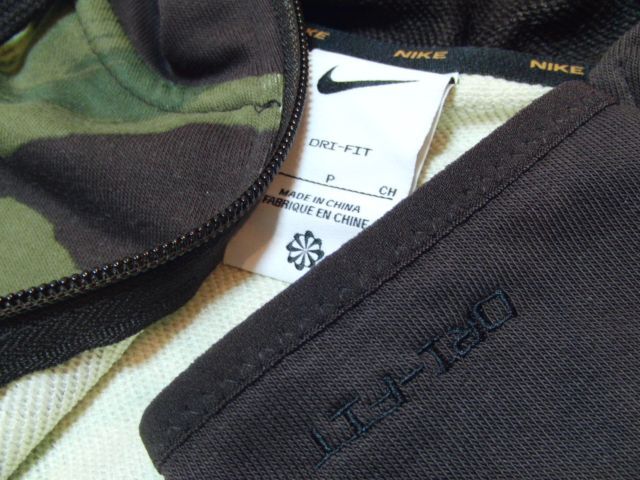 NIKE
NIKE
DRI-FIT
P CH
MADE IN CHINA
FABRIQUE EN CHINE
DRI-FIT